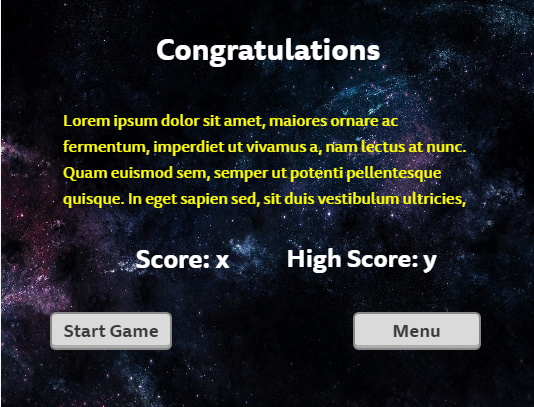 Congratulations
Lorem ipsum dolor sit amet, maiores ornare ac
fermentum, imperdiet ut vivamus a, nam lectus at nunc.
Quam euismod sem, semper ut potenti pellentesque
quisque. In eget sapien sed, sit duis vestibulum ultricies,
Score: x
High Score: y
Start Game
Menu